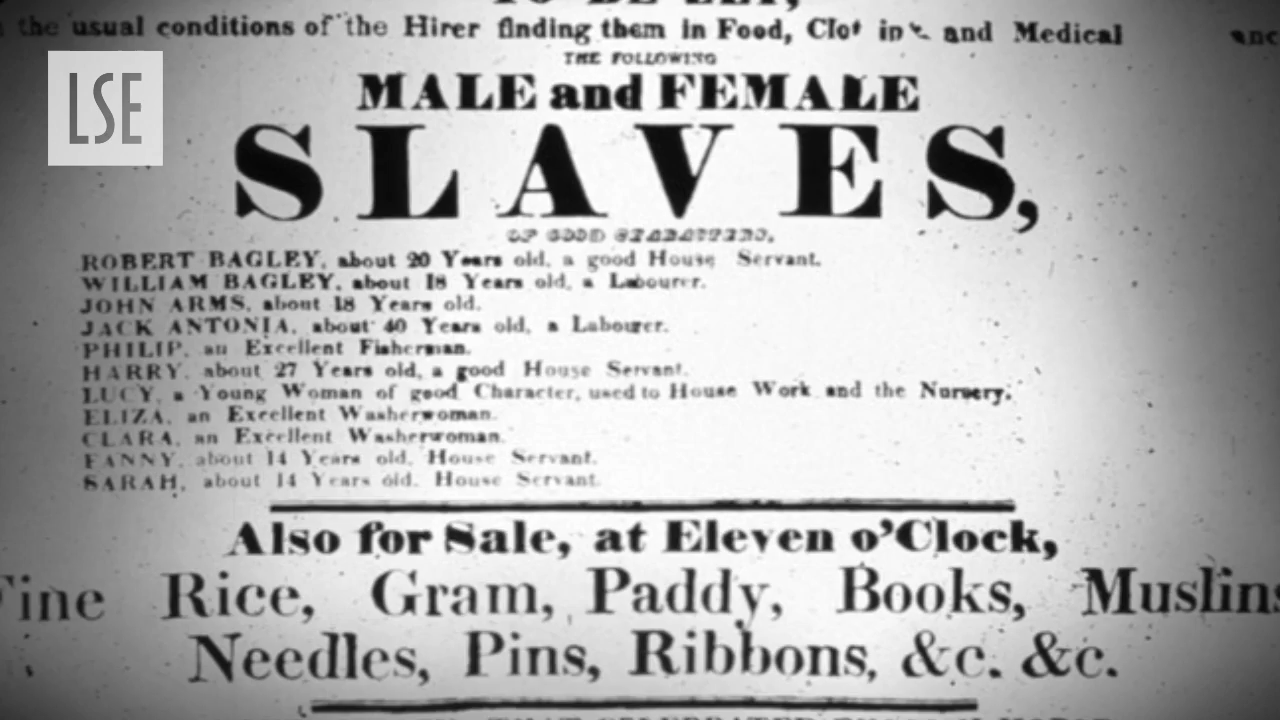 TO BE LET,
the usual conditions of the Hirer finding them in Food, and Medical
LSE
THE FOLLOWING
MALE and FEMALE
SLAVES,
OF GOOD CHARACTERS,
ROBERT BAGLEY, about 20 Years old, a good House Servant.
WILLIAM BAGLEY, about 18 Years old, a Labourer.
JOHN ARMS, about 18 Years old.
JACK ANTONIA, about 40 Years old, a Labourer.
PHILIP, an Excellent Fisherman.
HARRY, about 27 Years old, a good House Servant.
LUCY, a Young Woman of good Character, used to House Work and the Nursery.
ELIZA, an Excellent Washerwoman.
CLARA, an Excellent Washerwoman.
FANNY, about 14 Years old, House Servant.
SARAH, about 14 Years old, House Servant.
Also for Sale, at Eleven o'Clock,
Fine Rice, Gram, Paddy, Books, Muslins
Needles, Pins, Ribbons, &c. &c.